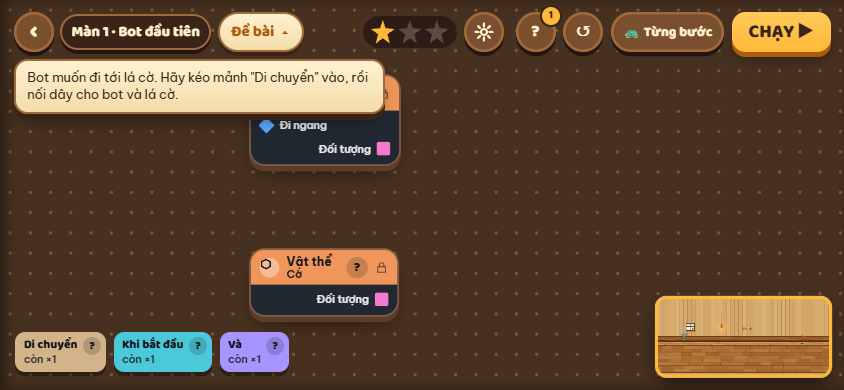 Màn 1 • Bot đầu tiên
Đề bài
?
1
Từng bước
CHẠY
Bot muốn đi tới lá cờ. Hãy kéo mảnh "Di chuyển" vào, rồi
nối dây cho bot và lá cờ.
Đi ngang
Đối tượng
Vật thể
Cờ
?
Đối tượng
Di chuyển
còn ×1
?
Khi bắt đầu
còn ×1
?
Và
còn ×1
?